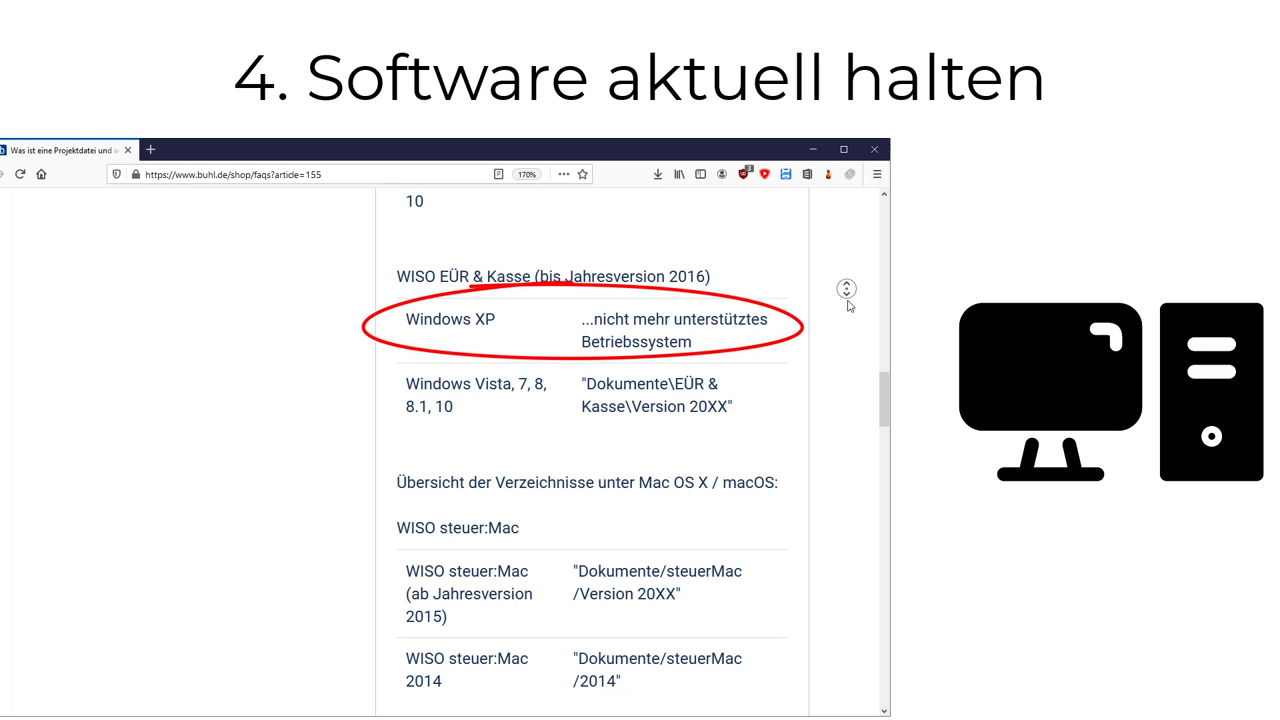 4. Software aktuell halten
Was ist eine Projektdatei und w
https://www.buhl.de/shop/faqs?article=155
170%
3
10
WISO EÜR & Kasse (bis Jahresversion 2016)
Windows XP
...nicht mehr unterstütztes
Betriebssystem
Windows Vista, 7, 8,
8.1, 10
"Dokumente\EÜR &
Kasse\Version 20XX"
Übersicht der Verzeichnisse unter Mac OS X / macOS:
WISO steuer:Mac
WISO steuer:Mac
(ab Jahresversion
2015)
"Dokumente/steuerMac
/Version 20XX"
WISO steuer:Mac
2014
"Dokumente/steuerMac
/2014"